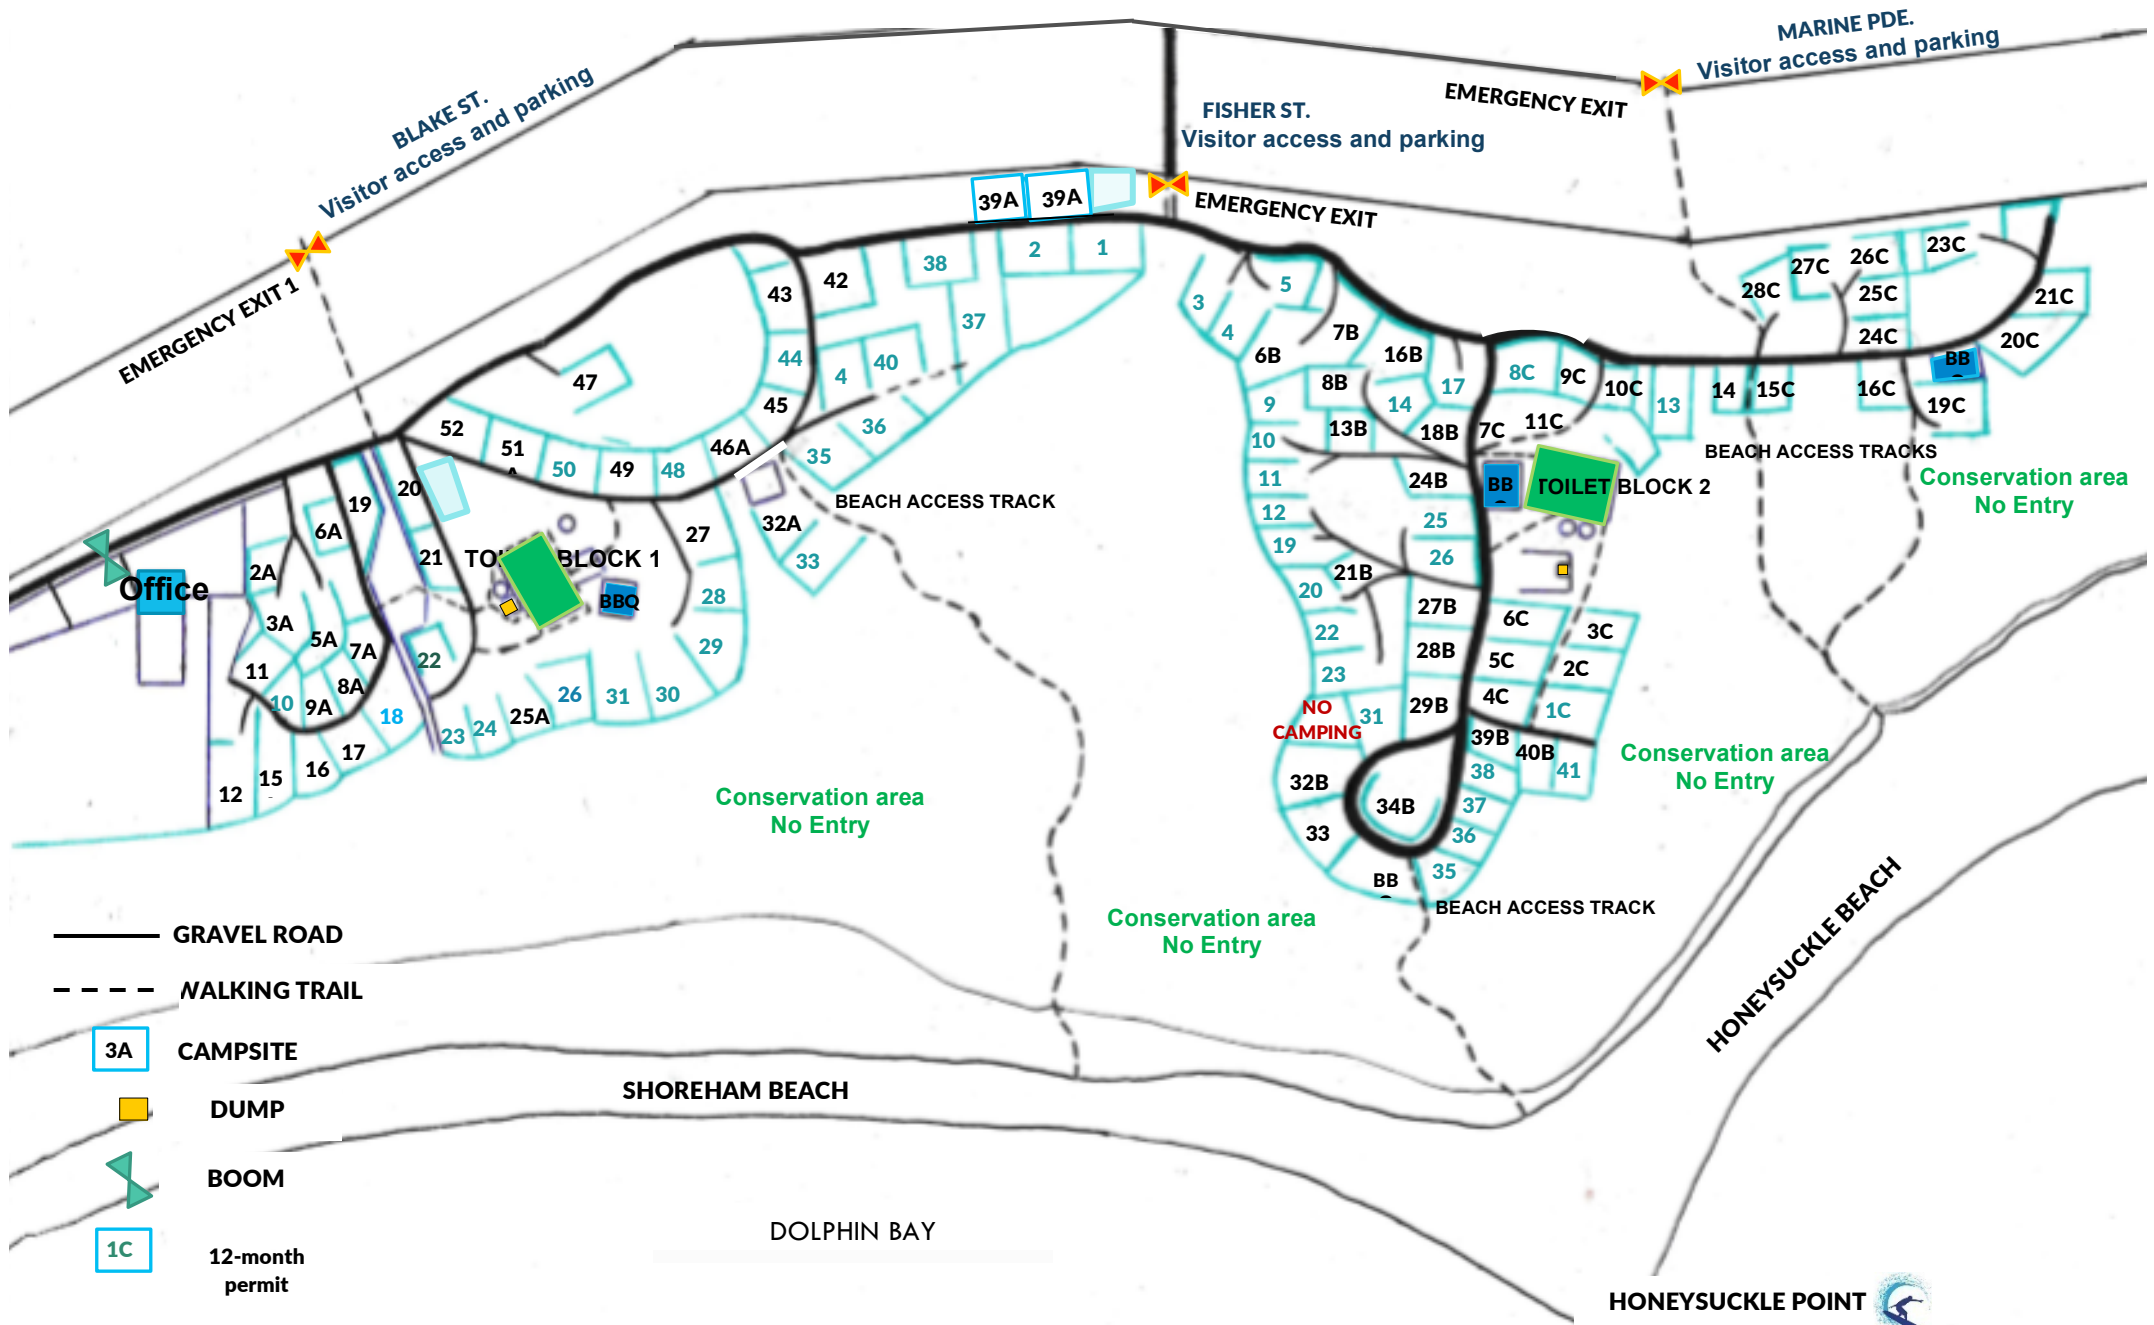 MARINE PDE.
Visitor access and parking
BLAKE ST.
Visitor access and parking
EMERGENCY EXIT
FISHER ST.
Visitor access and parking
39A
39A
EMERGENCY EXIT
EMERGENCY EXIT 1
1
2
38
42
43
37
44
4
40
45
36
35
47
52
51
50
49
48
46A
BEACH ACCESS TRACK
32A
33
27
28
29
30
31
26
25A
24
23
22
21
20
19
6A
2A
3A
5A
7A
8A
9A
10
11
12
15
16
17
18
Office
TOI BLOCK 1
BBQ
3
4
5
6B
7B
16B
8B
17
14
9
13B
18B
10
11
24B
12
25
19
26
21B
20
27B
22
28B
23
29B
31
NO
CAMPING
32B
34B
33
BB
35
36
37
38
39B
40B
41
8C
9C
10C
7C
11C
13
14
15C
16C
19C
BB
20C
21C
23C
24C
25C
26C
27C
28C
BB
TOILET BLOCK 2
6C
3C
5C
2C
4C
1C
BEACH ACCESS TRACKS
Conservation area
No Entry
Conservation area
No Entry
Conservation area
No Entry
Conservation area
No Entry
BEACH ACCESS TRACK
HONEYSUCKLE BEACH
GRAVEL ROAD
WALKING TRAIL
3A
CAMPSITE
DUMP
BOOM
1C
12-month
permit
SHOREHAM BEACH
DOLPHIN BAY
HONEYSUCKLE POINT